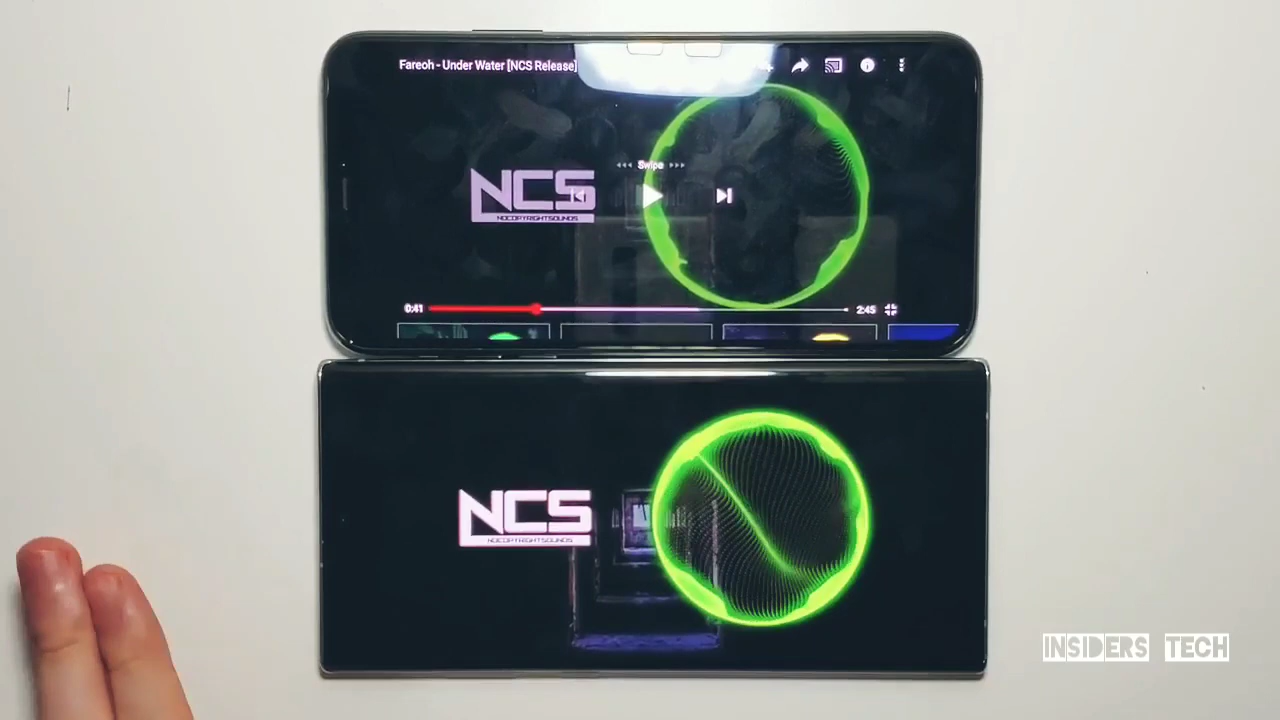 Fareoh - Under Water [NCS Release]
Swipe
NCS
NOCOPYRIGHTSOUNDS
0:41
2:45
NCS
NOCOPYRIGHTSOUNDS
INSIDERS TECH